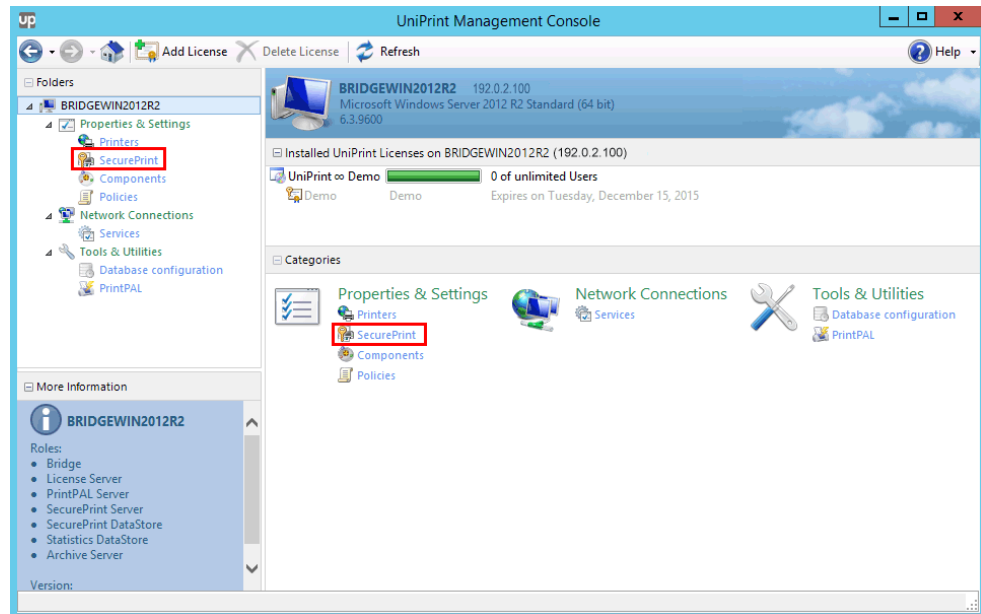 up
UniPrint Management Console
Add License
Delete License
Refresh
Help
Folders
BRIDGEWIN2012R2
Properties & Settings
Printers
SecurePrint
Components
Policies
Network Connections
Services
Tools & Utilities
Database configuration
PrintPAL
More Information
BRIDGEWIN2012R2
Roles:
• Bridge
• License Server
• PrintPAL Server
• SecurePrint Server
• SecurePrint DataStore
• Statistics DataStore
• Archive Server
Version:
BRIDGEWIN2012R2 192.0.2.100
Microsoft Windows Server 2012 R2 Standard (64 bit)
6.3.9600
Installed UniPrint Licenses on BRIDGEWIN2012R2 (192.0.2.100)
UniPrint ∞ Demo 0 of unlimited Users
Demo Demo Expires on Tuesday, December 15, 2015
Categories
Properties & Settings
Printers
SecurePrint
Components
Policies
Network Connections
Services
Tools & Utilities
Database configuration
PrintPAL